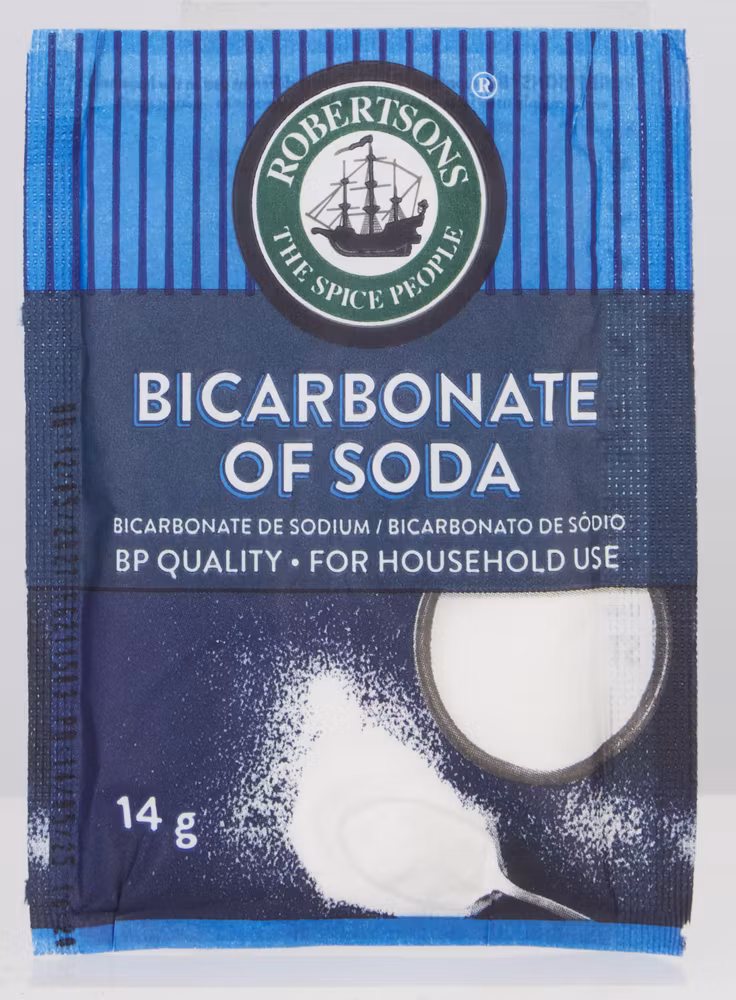 ®
ROBERTSONS
THE SPICE PEOPLE
BICARBONATE
OF SODA
BICARBONATE DE SODIUM / BICARBONATO DE SÓDIO
BP QUALITY • FOR HOUSEHOLD USE
14 g